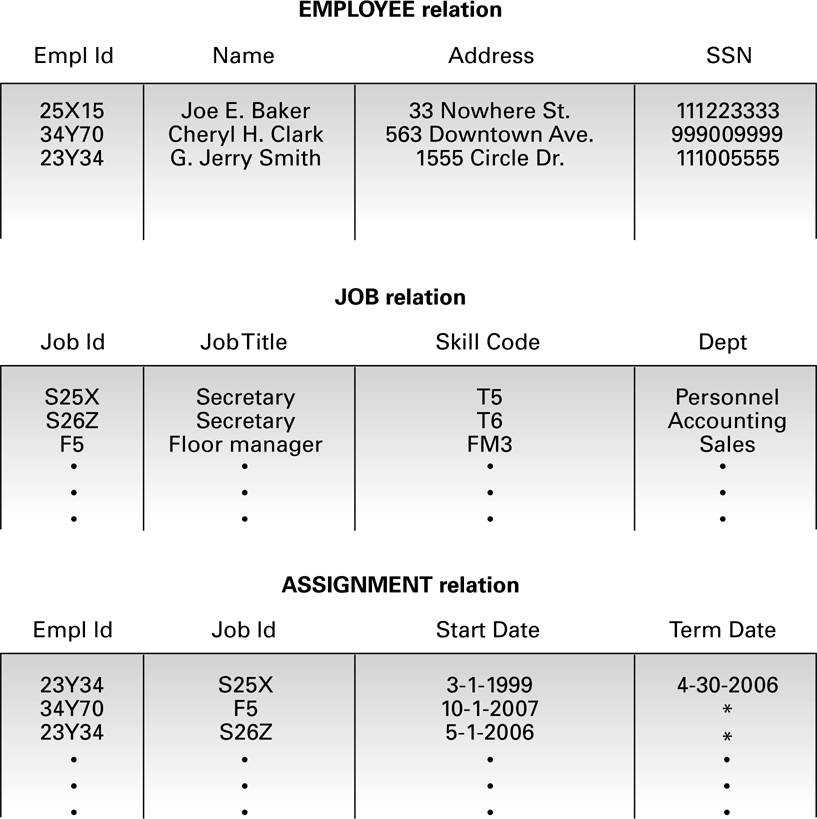 EMPLOYEE relation
Empl Id Name Address SSN
25X15 Joe E. Baker 33 Nowhere St. 111223333
34Y70 Cheryl H. Clark 563 Downtown Ave. 999009999
23Y34 G. Jerry Smith 1555 Circle Dr. 111005555
JOB relation
Job Id Job Title Skill Code Dept
S25X Secretary T5 Personnel
S26Z Secretary T6 Accounting
F5 Floor manager FM3 Sales
• • • •
• • • •
• • • •
ASSIGNMENT relation
Empl Id Job Id Start Date Term Date
23Y34 S25X 3-1-1999 4-30-2006
34Y70 F5 10-1-2007 *
23Y34 S26Z 5-1-2006 *
• • • •
• • • •
• • • •